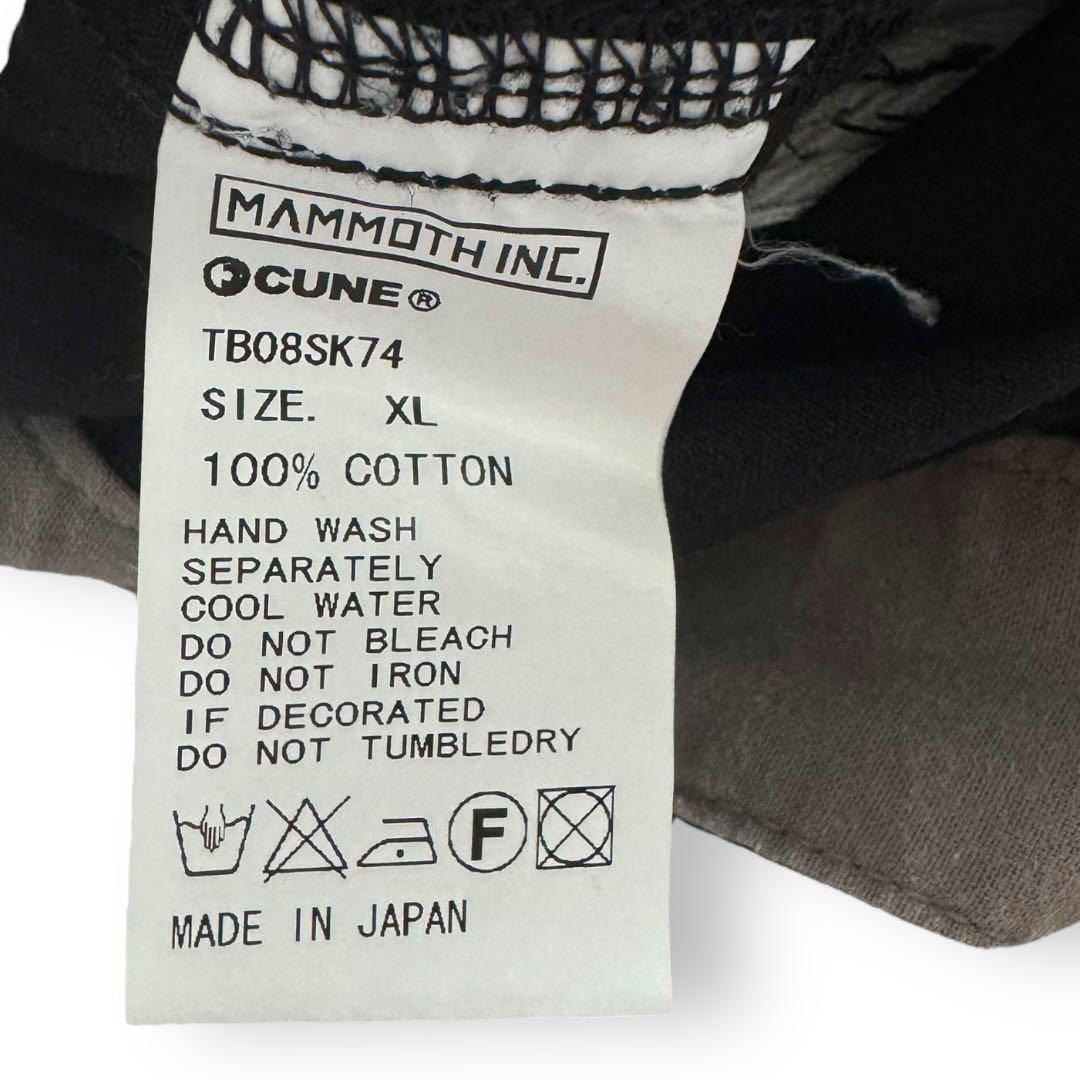 MAMMOTH INC.
CUNE®
TB08SK74
SIZE. XL
100% COTTON
HAND WASH
SEPARATELY
COOL WATER
DO NOT BLEACH
DO NOT IRON
IF DECORATED
DO NOT TUMBLEDRY
F
MADE IN JAPAN